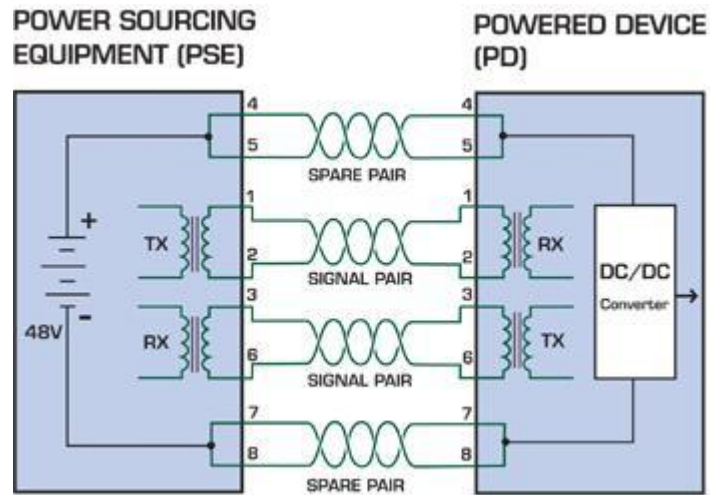 POWER SOURCING
EQUIPMENT (PSE)
POWERED DEVICE
(PD)
4
4
5
5
SPARE PAIR
1
1
+
TX
RX
2
2
SIGNAL PAIR
DC/DC
Converter
3
3
-
48V
RX
TX
6
6
SIGNAL PAIR
7
7
8
8
SPARE PAIR